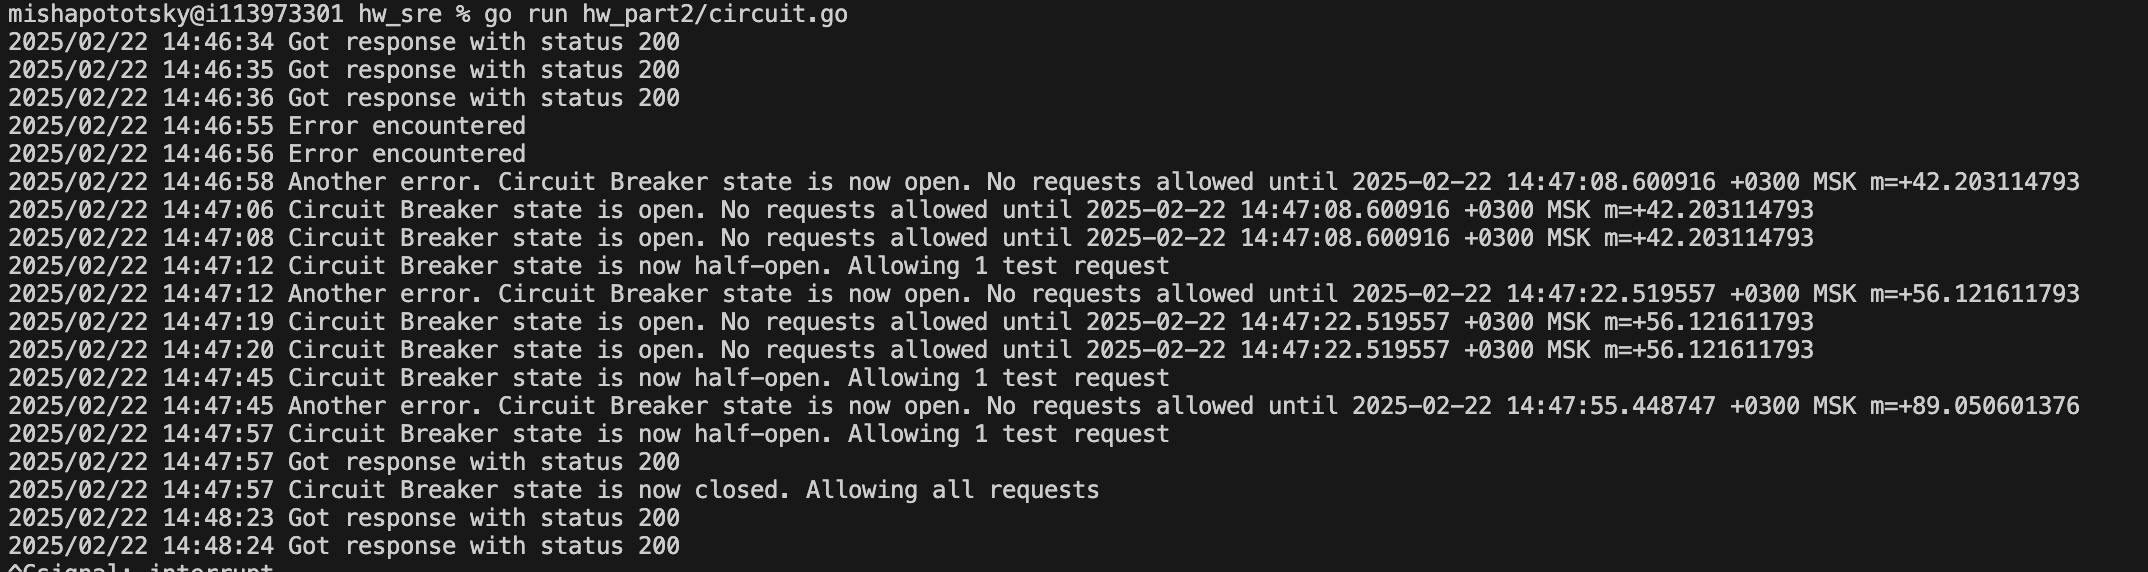 mishapototsky@i113973301 hw_sre % go run hw_part2/circuit.go
2025/02/22 14:46:34 Got response with status 200
2025/02/22 14:46:35 Got response with status 200
2025/02/22 14:46:36 Got response with status 200
2025/02/22 14:46:55 Error encountered
2025/02/22 14:46:56 Error encountered
2025/02/22 14:46:58 Another error. Circuit Breaker state is now open. No requests allowed until 2025-02-22 14:47:08.600916 +0300 MSK m=+42.203114793
2025/02/22 14:47:06 Circuit Breaker state is open. No requests allowed until 2025-02-22 14:47:08.600916 +0300 MSK m=+42.203114793
2025/02/22 14:47:08 Circuit Breaker state is open. No requests allowed until 2025-02-22 14:47:08.600916 +0300 MSK m=+42.203114793
2025/02/22 14:47:12 Circuit Breaker state is now half-open. Allowing 1 test request
2025/02/22 14:47:12 Another error. Circuit Breaker state is now open. No requests allowed until 2025-02-22 14:47:22.519557 +0300 MSK m=+56.121611793
2025/02/22 14:47:19 Circuit Breaker state is open. No requests allowed until 2025-02-22 14:47:22.519557 +0300 MSK m=+56.121611793
2025/02/22 14:47:20 Circuit Breaker state is open. No requests allowed until 2025-02-22 14:47:22.519557 +0300 MSK m=+56.121611793
2025/02/22 14:47:45 Circuit Breaker state is now half-open. Allowing 1 test request
2025/02/22 14:47:45 Another error. Circuit Breaker state is now open. No requests allowed until 2025-02-22 14:47:55.448747 +0300 MSK m=+89.050601376
2025/02/22 14:47:57 Circuit Breaker state is now half-open. Allowing 1 test request
2025/02/22 14:47:57 Got response with status 200
2025/02/22 14:47:57 Circuit Breaker state is now closed. Allowing all requests
2025/02/22 14:48:23 Got response with status 200
2025/02/22 14:48:24 Got response with status 200
^Csignal: interrupt